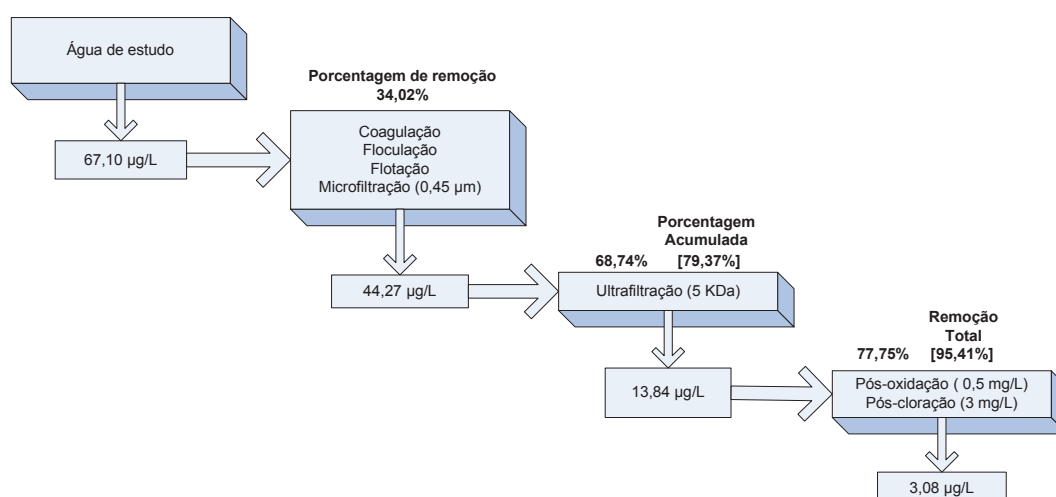 Água de estudo
67,10 µg/L
Porcentagem de remoção
34,02%
Coagulação
Floculação
Flotação
Microfiltração (0,45 µm)
44,27 µg/L
Porcentagem
Acumulada
68,74% [79,37%]
Ultrafiltração (5 KDa)
13,84 µg/L
Remoção
Total
77,75% [95,41%]
Pós-oxidação ( 0,5 mg/L)
Pós-cloração (3 mg/L)
3,08 µg/L